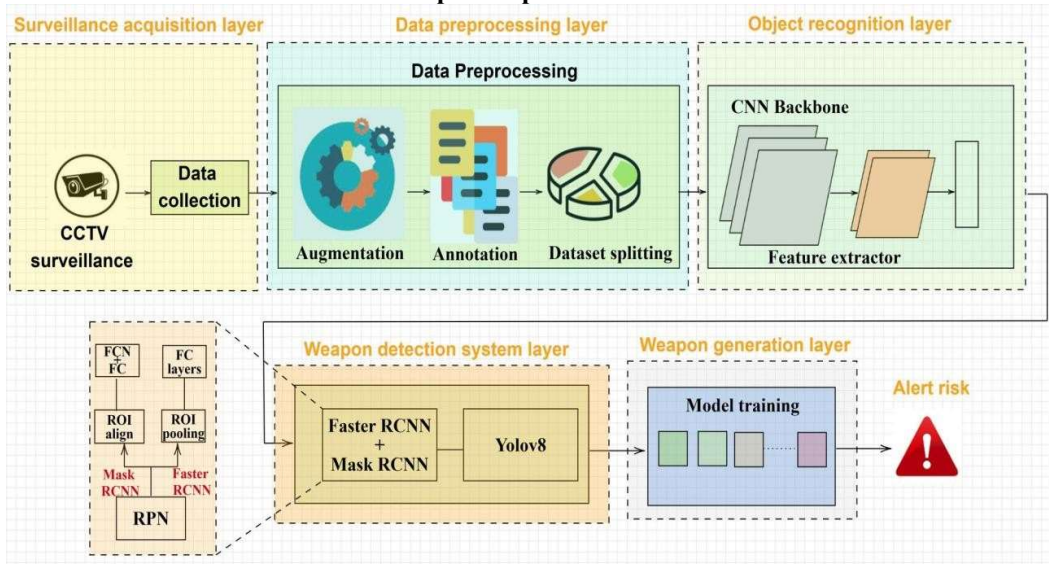 Surveillance acquisition layer
Data preprocessing layer
Object recognition layer
Data Preprocessing
CNN Backbone
Data
collection
CCTV
surveillance
Augmentation
Annotation
Dataset splitting
Feature extractor
Weapon detection system layer
Weapon generation layer
FCN
+
FC
FC
layers
ROI
align
ROI
pooling
Mask
RCNN
Faster
RCNN
RPN
Faster RCNN
+
Mask RCNN
Yolov8
Model training
Alert risk